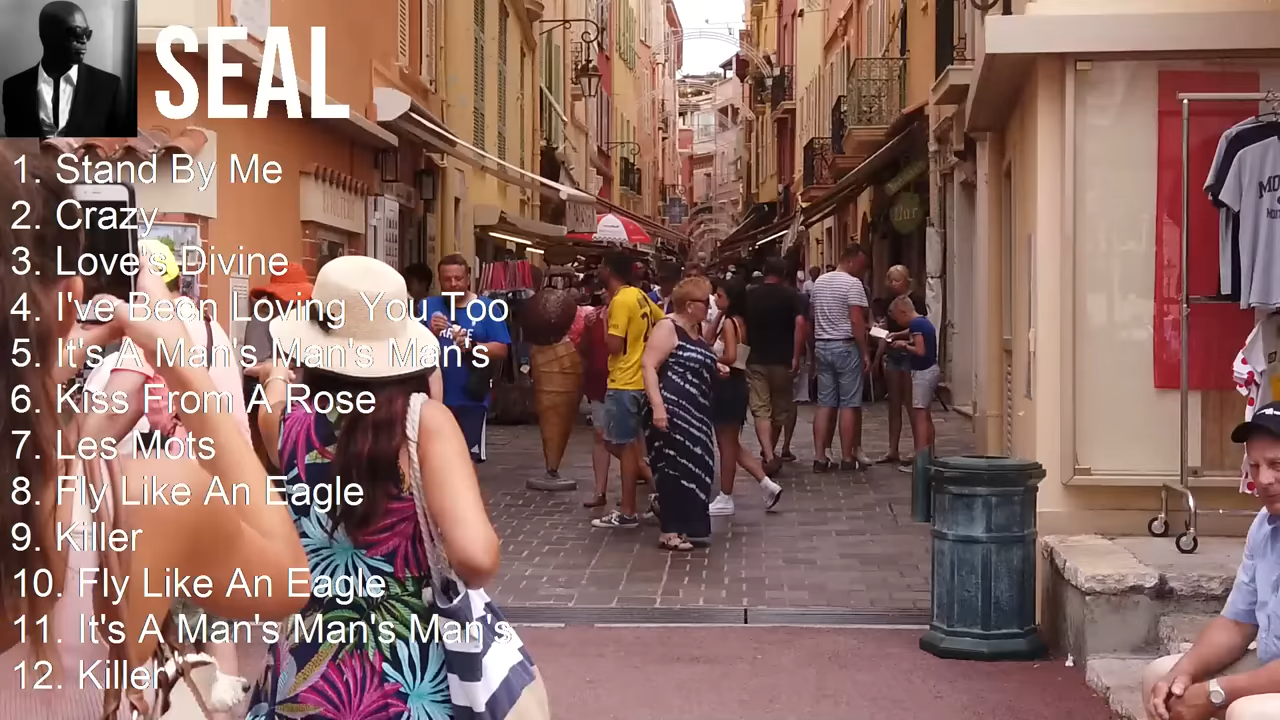 SEAL
1. Stand By Me
2. Crazy
3. Love's Divine
4. I've Been Loving You Too
5. It's A Man's Man's Man's
6. Kiss From A Rose
7. Les Mots
8. Fly Like An Eagle
9. Killer
10. Fly Like An Eagle
11. It's A Man's Man's Man's
12. Killer